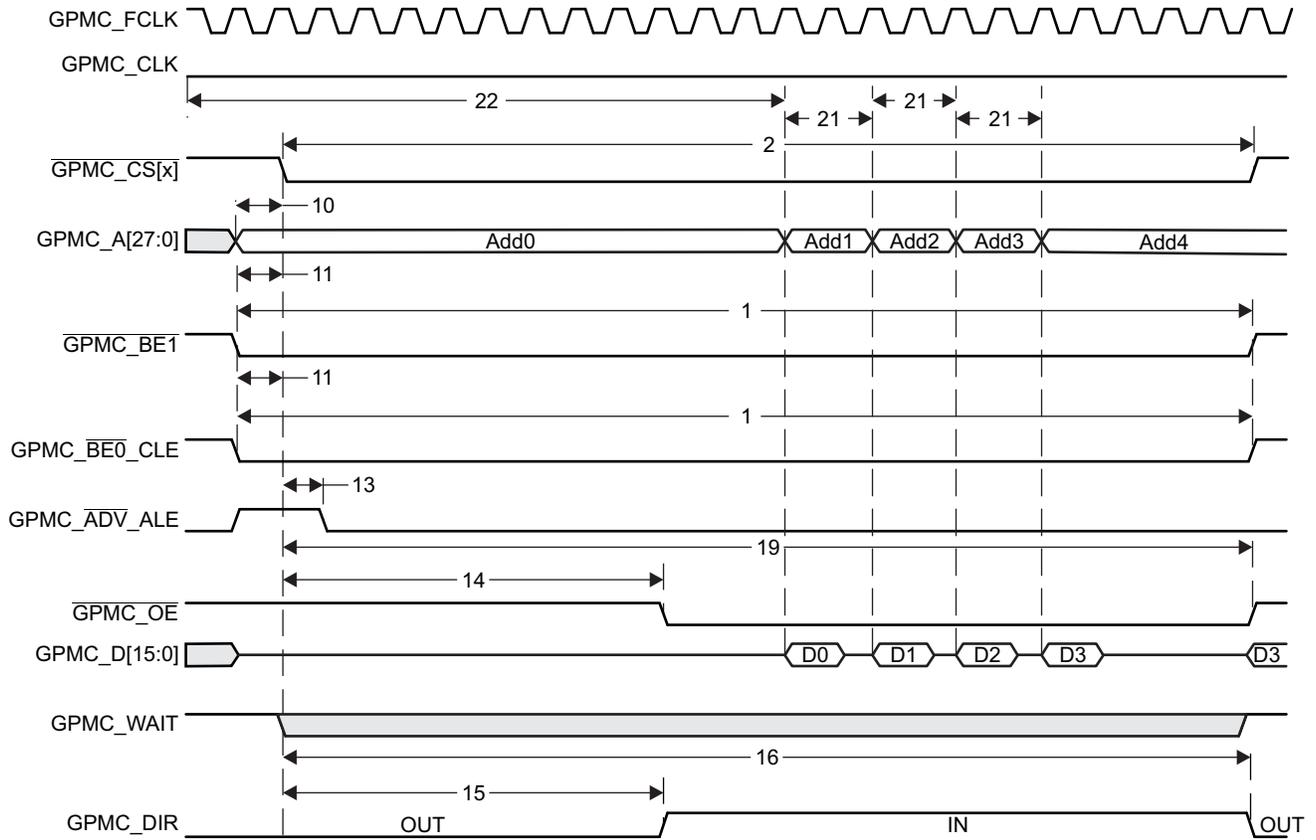 GPMC_FCLK
GPMC_CLK
22
21
21
21
2
GPMC_CS[x]
10
GPMC_A[27:0]
Add0
Add1
Add2
Add3
Add4
11
1
GPMC_BE1
11
1
GPMC_BE0_CLE
13
GPMC_ADV_ALE
19
14
GPMC_OE
GPMC_D[15:0]
D0
D1
D2
D3
D3
GPMC_WAIT
16
15
GPMC_DIR
OUT
IN
OUT